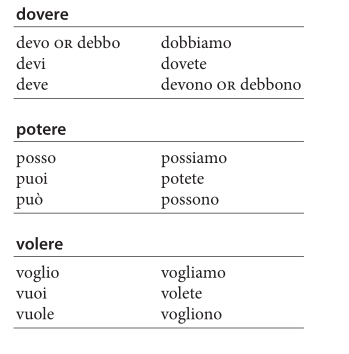 dovere
devo OR debbo dobbiamo
devi dovete
deve devono OR debbono
potere
posso possiamo
puoi potete
può possono
volere
voglio vogliamo
vuoi volete
vuole vogliono